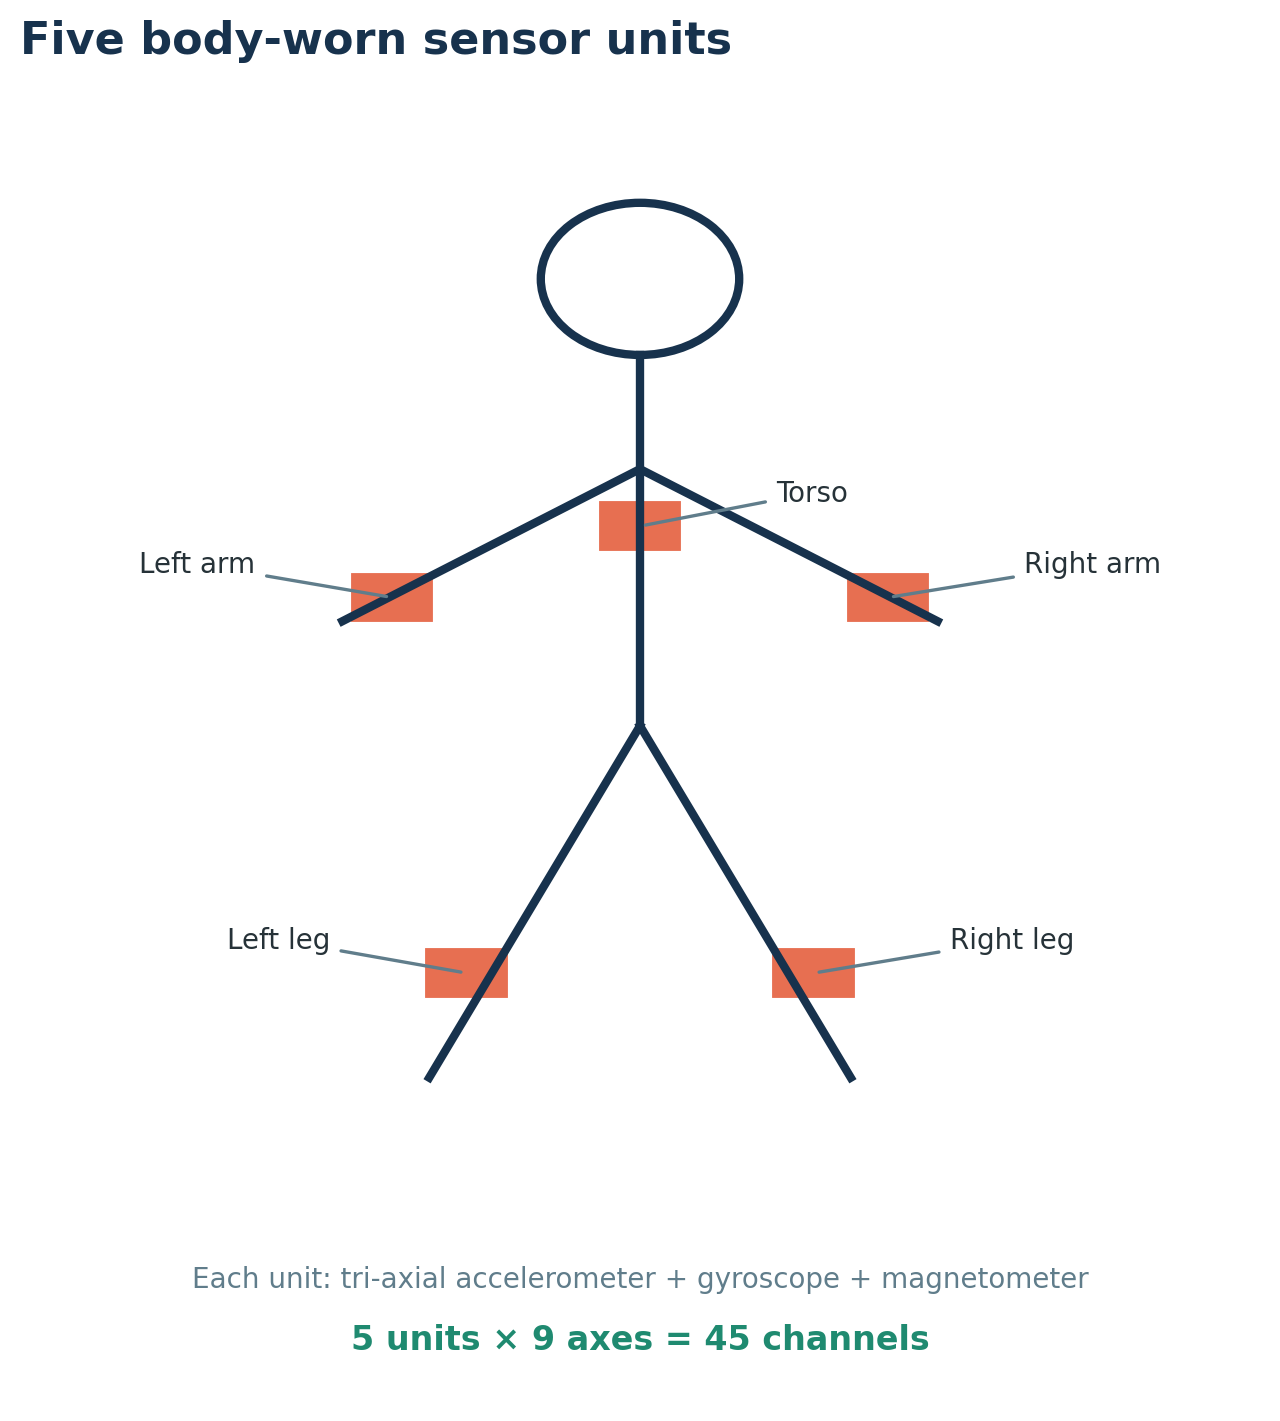 Five body-worn sensor units
Torso
Left arm
Right arm
Left leg
Right leg
Each unit: tri-axial accelerometer + gyroscope + magnetometer
5 units × 9 axes = 45 channels